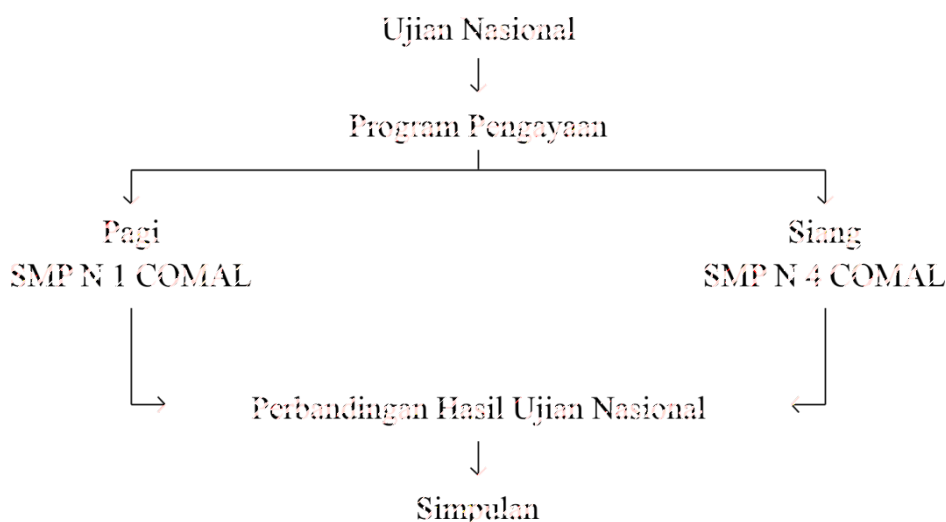 Ujian Nasional
Program Pengayaan
Pagi
SMP N 1 COMAL
Siang
SMP N 4 COMAL
Perbandingan Hasil Ujian Nasional
Simpulan